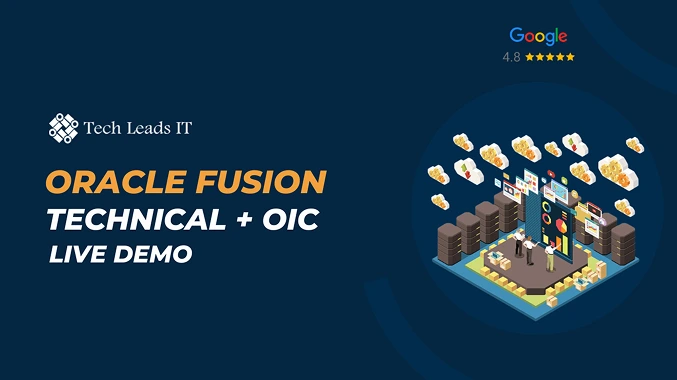 Google
4.8
Tech Leads IT
ORACLE FUSION
TECHNICAL + OIC
LIVE DEMO